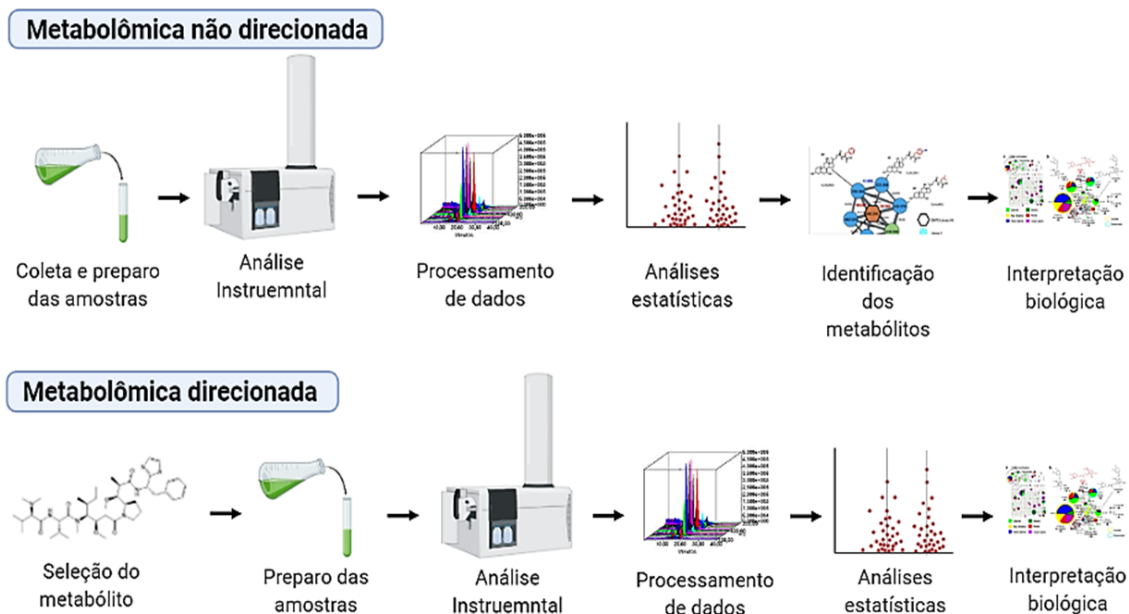 Metabolômica não direcionada
Coleta e preparo
das amostras
Análise
Instruemntal
Processamento
de dados
Análises
estatísticas
Identificação
dos
metabólitos
Interpretação
biológica
Metabolômica direcionada
Seleção do
metabólito
Preparo das
amostras
Análise
Instruemntal
Processamento
de dados
Análises
estatísticas
Interpretação
biológica